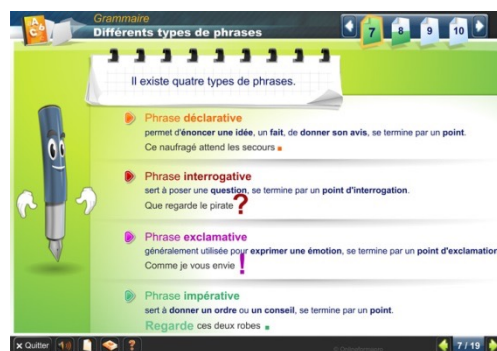 Grammaire
Différents types de phrases
7 8 9 10
Il existe quatre types de phrases.
Phrase déclarative
permet d'énoncer une idée, un fait, de donner son avis, se termine par un point.
Ce naufragé attend les secours.
Phrase interrogative
sert à poser une question, se termine par un point d'interrogation.
Que regarde le pirate ?
Phrase exclamative
généralement utilisée pour exprimer une émotion, se termine par un point d'exclamation
Comme je vous envie !
Phrase impérative
sert à donner un ordre ou un conseil, se termine par un point.
Regarde ces deux robes.
x Quitter ?
7 / 19